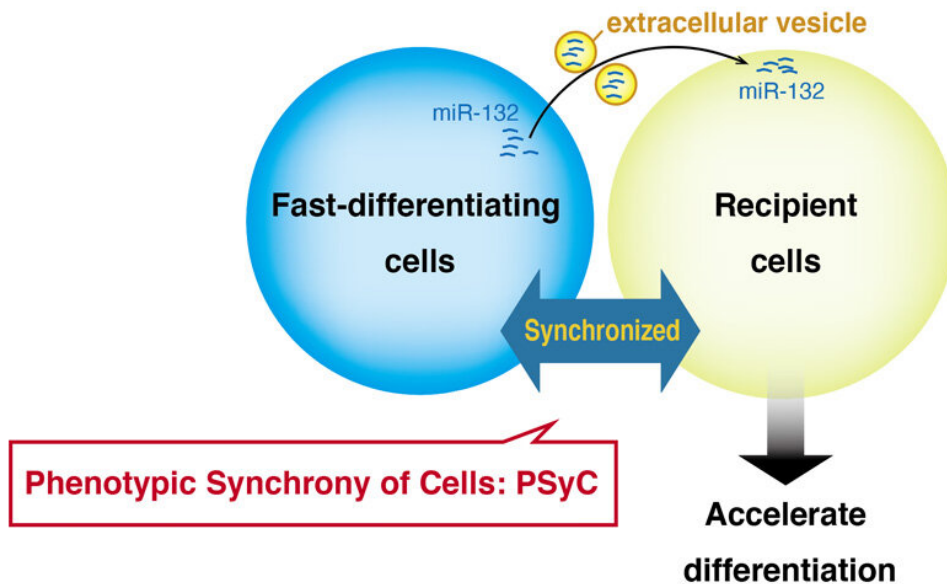 extracellular vesicle
miR-132
miR-132
Fast-differentiating
cells
Recipient
cells
Synchronized
Phenotypic Synchrony of Cells: PSyC
Accelerate
differentiation